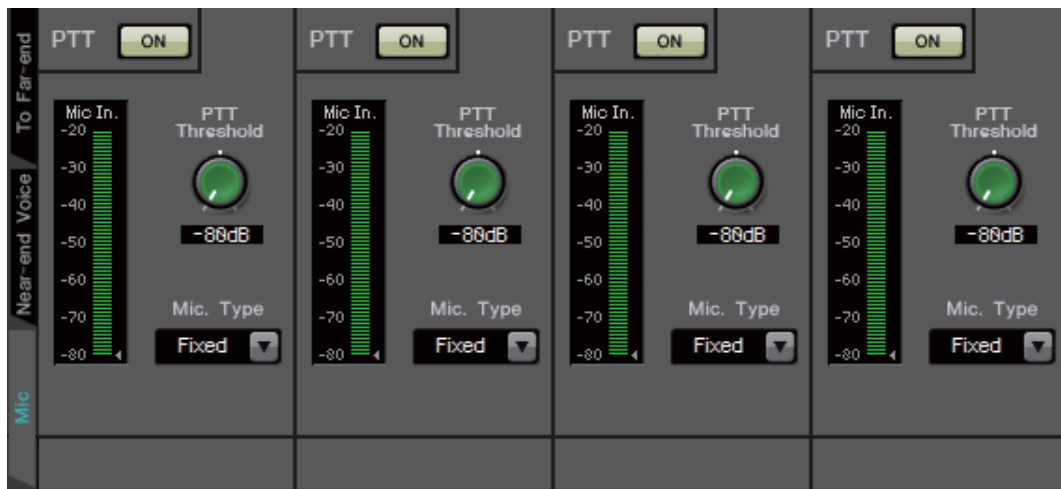 To Far-end
Near-end Voice
Mic
PTT ON
Mic In.
-20
-30
-40
-50
-60
-70
-80
PTT
Threshold
-80dB
Mic. Type
Fixed
PTT ON
Mic In.
-20
-30
-40
-50
-60
-70
-80
PTT
Threshold
-80dB
Mic. Type
Fixed
PTT ON
Mic In.
-20
-30
-40
-50
-60
-70
-80
PTT
Threshold
-80dB
Mic. Type
Fixed
PTT ON
Mic In.
-20
-30
-40
-50
-60
-70
-80
PTT
Threshold
-80dB
Mic. Type
Fixed